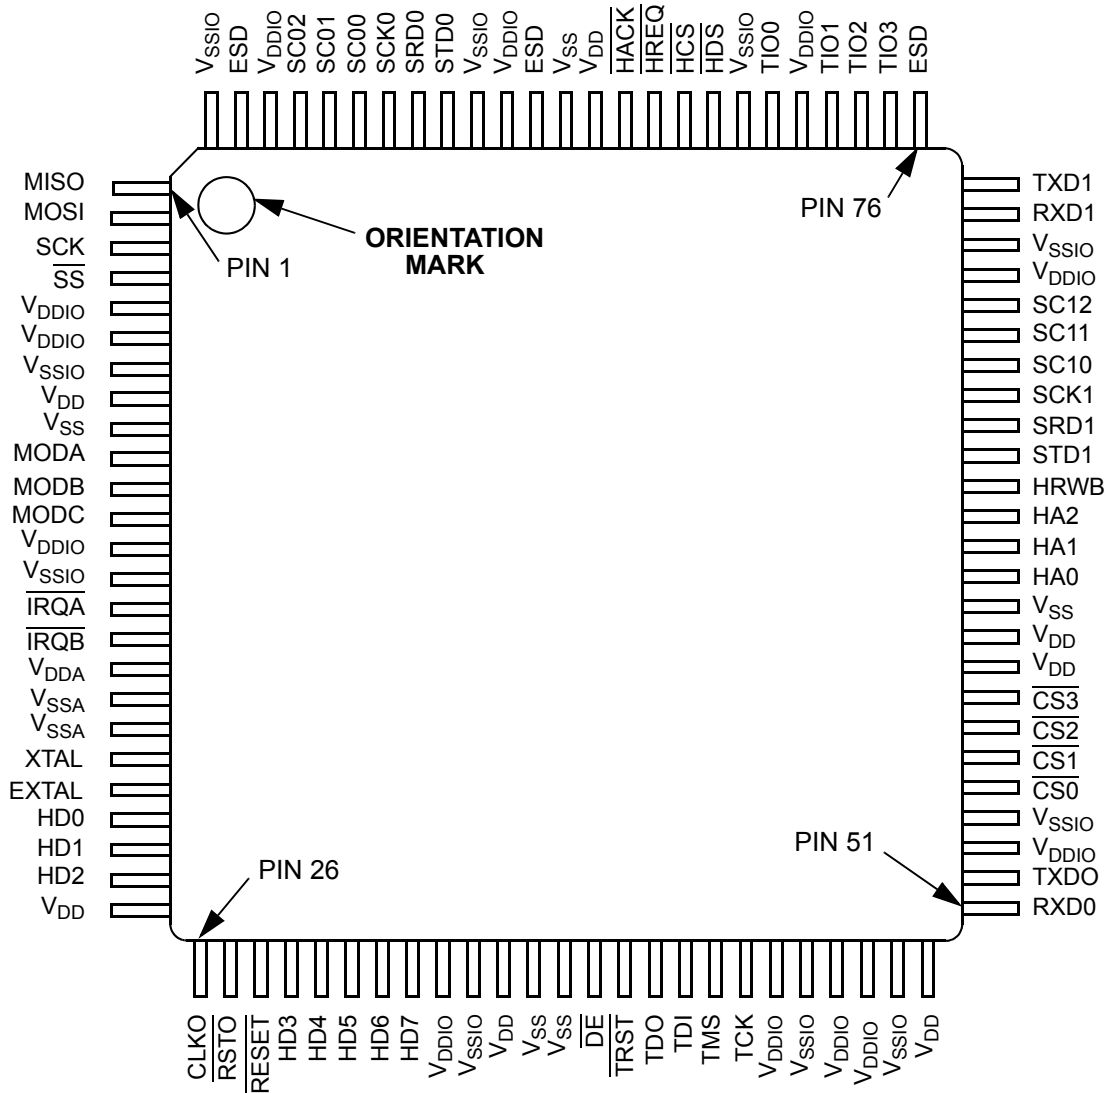 VSSIO
ESD
VDDIO
SC02
SC01
SC00
SCK0
SRD0
STD0
VSSIO
VDDIO
ESD
VSS
VDD
HACK
HREQ
HCS
HDS
VSSIO
TIO0
VDDIO
TIO1
TIO2
TIO3
ESD
MISO
MOSI
SCK
SS
VDDIO
VDDIO
VSSIO
VDD
VSS
MODA
MODB
MODC
VDDIO
VSSIO
IRQA
IRQB
VDDA
VSSA
VSSA
XTAL
EXTAL
HD0
HD1
HD2
VDD
PIN 1
ORIENTATION
MARK
PIN 76
PIN 26
PIN 51
TXD1
RXD1
VSSIO
VDDIO
SC12
SC11
SC10
SCK1
SRD1
STD1
HRWB
HA2
HA1
HA0
VSS
VDD
VDD
CS3
CS2
CS1
CS0
VSSIO
VDDIO
TXDO
RXD0
CLKO
RSTO
RESET
HD3
HD4
HD5
HD6
HD7
VDDIO
VSSIO
VDD
VSS
VSS
DE
TRST
TDO
TDI
TMS
TCK
VDDIO
VSSIO
VDDIO
VDDIO
VSSIO
VDD